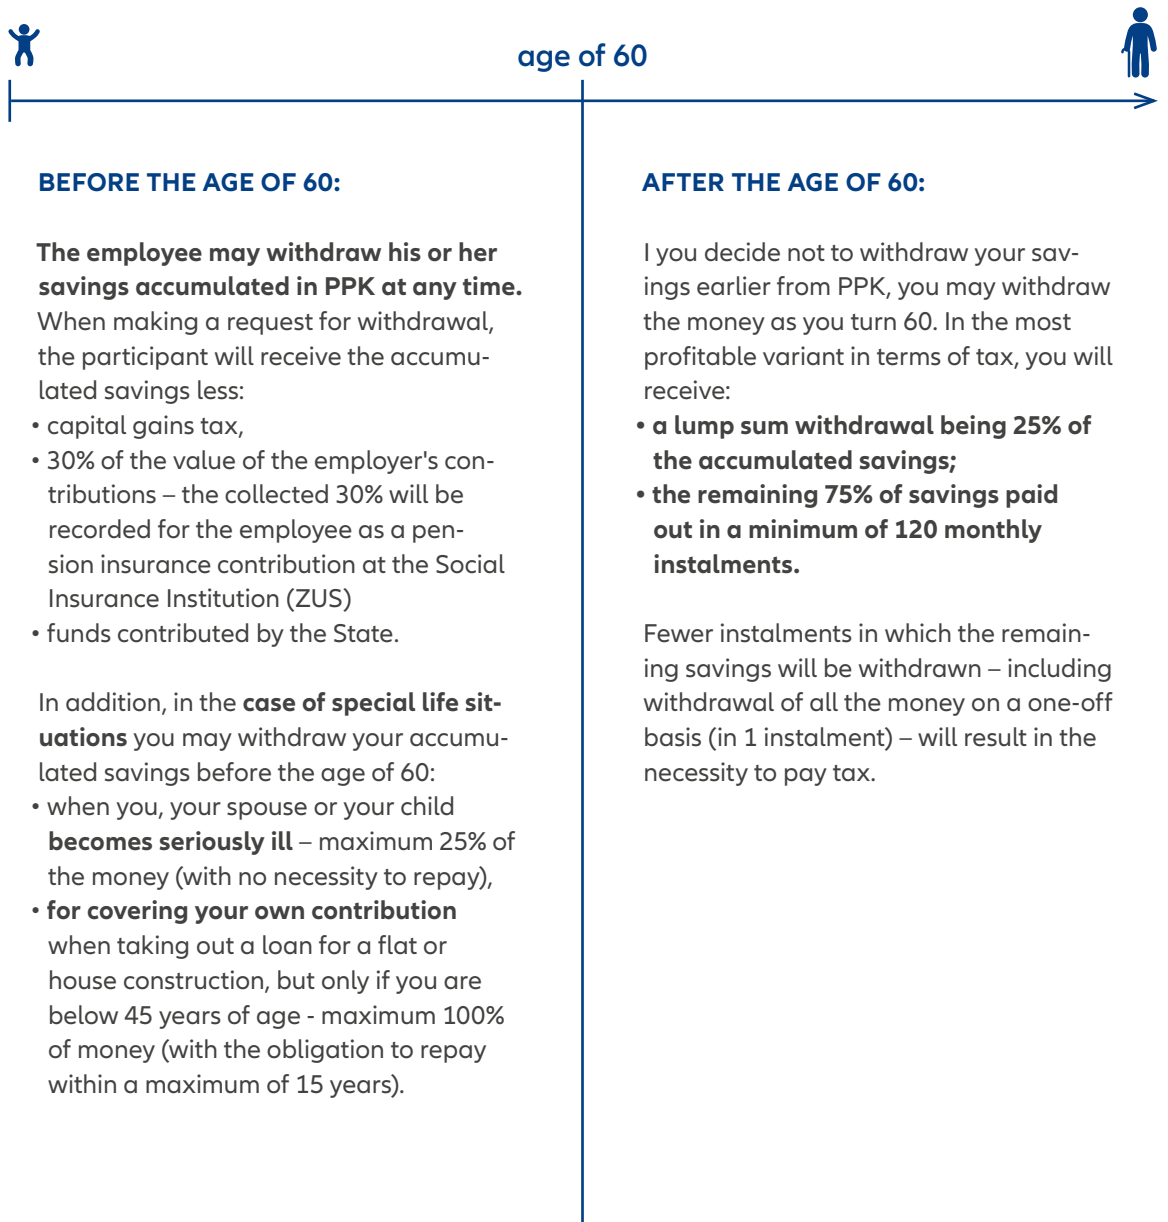 age of 60
BEFORE THE AGE OF 60:
The employee may withdraw his or her
savings accumulated in PPK at any time.
When making a request for withdrawal,
the participant will receive the accumu-
lated savings less:
• capital gains tax,
• 30% of the value of the employer's con-
tributions – the collected 30% will be
recorded for the employee as a pen-
sion insurance contribution at the Social
Insurance Institution (ZUS)
• funds contributed by the State.
In addition, in the case of special life sit-
uations you may withdraw your accumu-
lated savings before the age of 60:
• when you, your spouse or your child
becomes seriously ill – maximum 25% of
the money (with no necessity to repay),
• for covering your own contribution
when taking out a loan for a flat or
house construction, but only if you are
below 45 years of age - maximum 100%
of money (with the obligation to repay
within a maximum of 15 years).
AFTER THE AGE OF 60:
I you decide not to withdraw your sav-
ings earlier from PPK, you may withdraw
the money as you turn 60. In the most
profitable variant in terms of tax, you will
receive:
• a lump sum withdrawal being 25% of
the accumulated savings;
• the remaining 75% of savings paid
out in a minimum of 120 monthly
instalments.
Fewer instalments in which the remain-
ing savings will be withdrawn – including
withdrawal of all the money on a one-off
basis (in 1 instalment) – will result in the
necessity to pay tax.